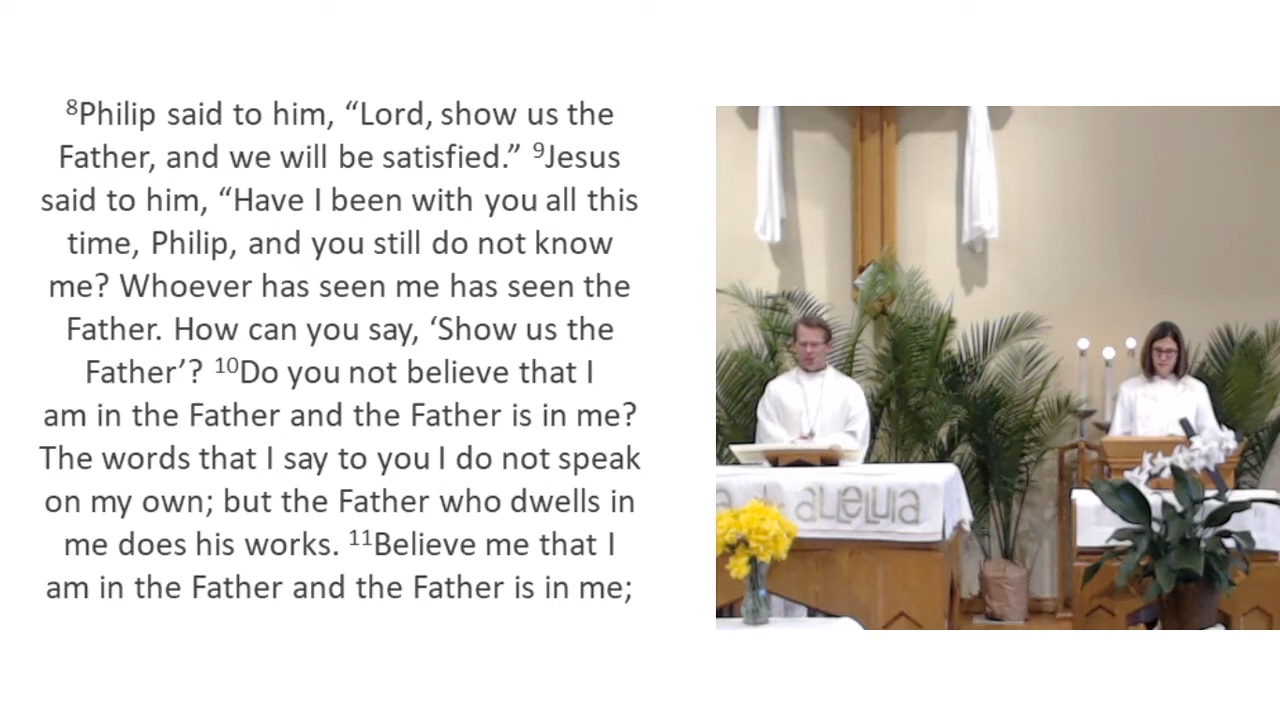 ⁸Philip said to him, “Lord, show us the
Father, and we will be satisfied.” ⁹Jesus
said to him, “Have I been with you all this
time, Philip, and you still do not know
me? Whoever has seen me has seen the
Father. How can you say, ‘Show us the
Father’? ¹⁰Do you not believe that I
am in the Father and the Father is in me?
The words that I say to you I do not speak
on my own; but the Father who dwells in
me does his works. ¹¹Believe me that I
am in the Father and the Father is in me;